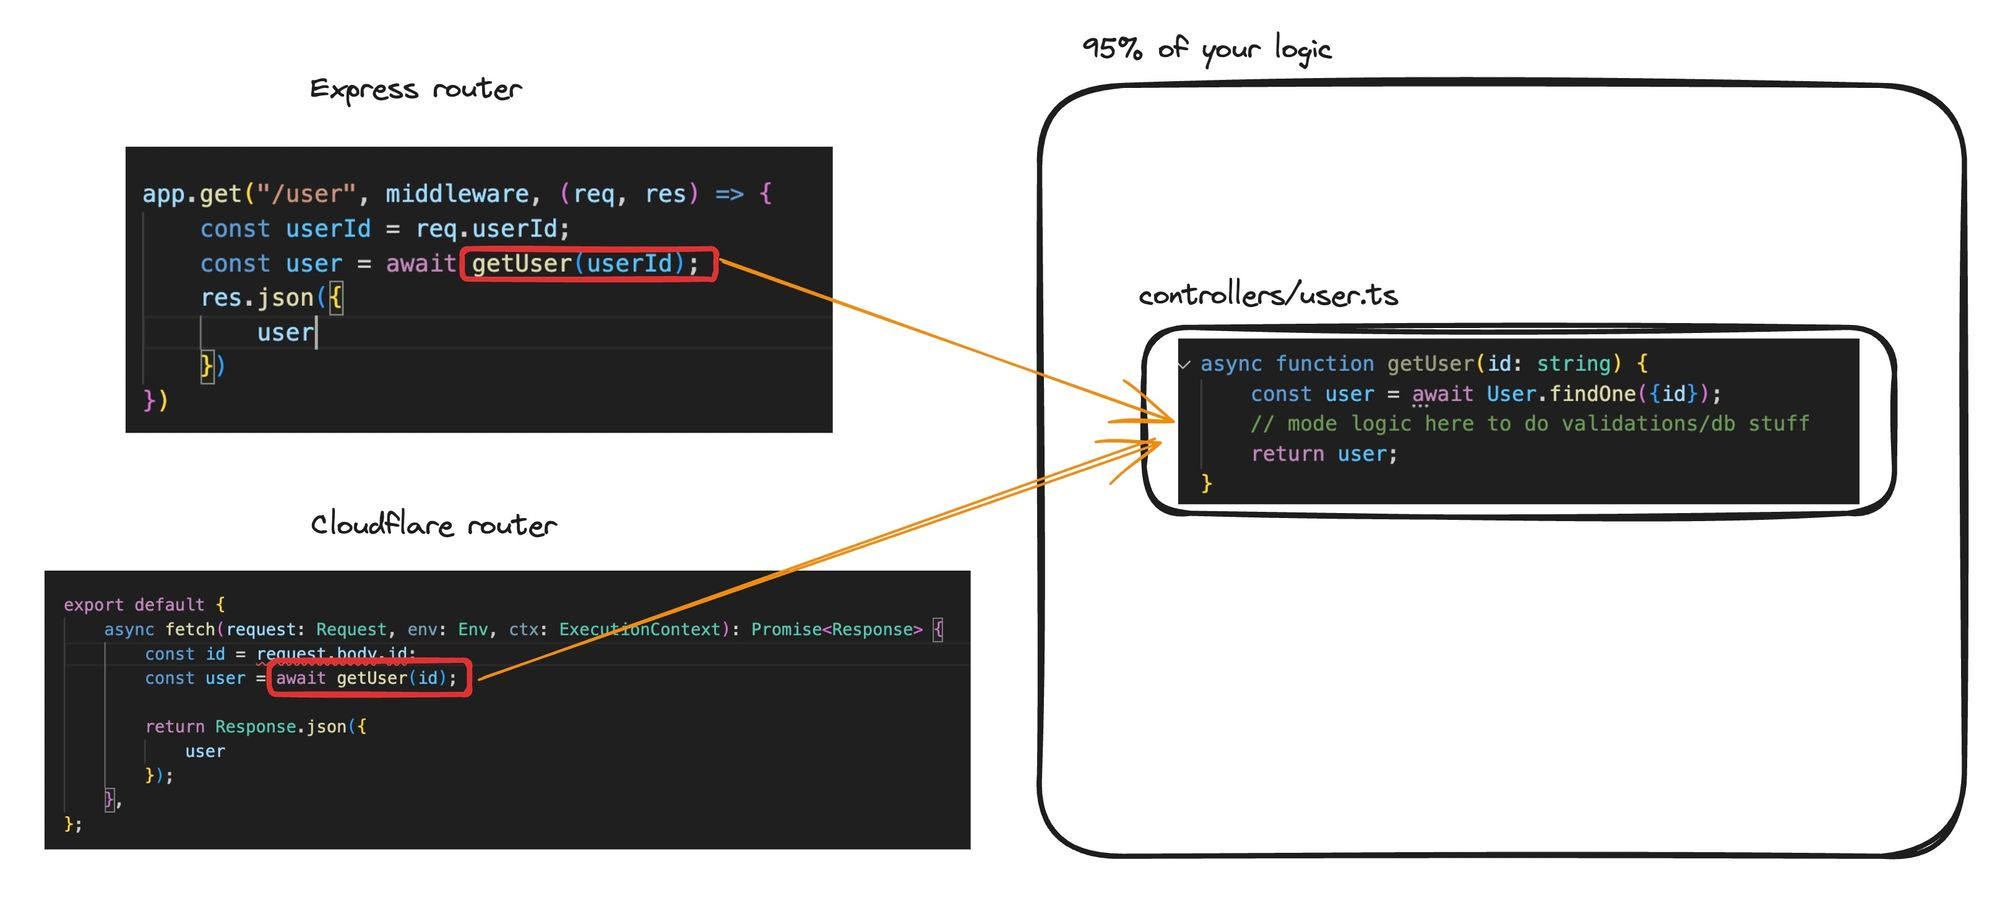 95% of your logic
Express router
app.get("/user", middleware, (req, res) => {
    const userId = req.userId;
    const user = await getUser(userId);
    res.json({
        user
    })
})
controllers/user.ts
async function getUser(id: string) {
    const user = await User.findOne({id});
    // mode logic here to do validations/db stuff
    return user;
}
Cloudflare router
export default {
    async fetch(request: Request, env: Env, ctx: ExecutionContext): Promise<Response> {
        const id = request.body.id;
        const user = await getUser(id);
        return Response.json({
            user
        });
    },
};